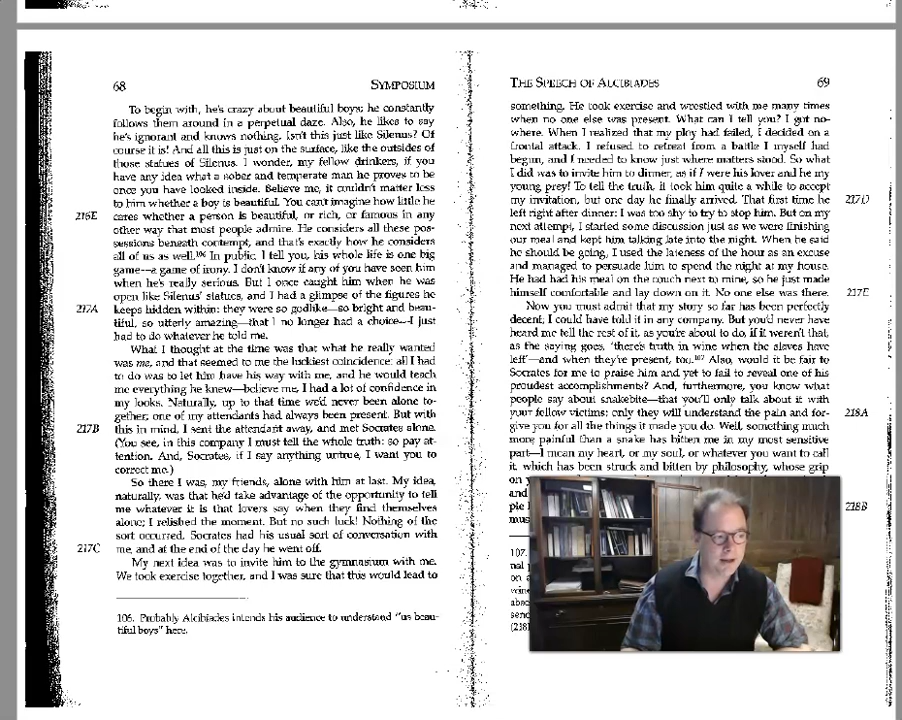 68
SYMPOSIUM
To begin with, he's crazy about beautiful boys; he constantly
follows them around in a perpetual daze. Also, he likes to say
he's ignorant and knows nothing. Isn't this just like Silenus? Of
course it is! And all this is just on the surface, like the outsides of
those statues of Silenus. I wonder, my fellow drinkers, if you
have any idea what a sober and temperate man he proves to be
once you have looked inside. Believe me, it couldn't matter less
to him whether a boy is beautiful. You can't imagine how little he
216E
cares whether a person is beautiful, or rich, or famous in any
other way that most people admire. He considers all these pos-
sessions beneath contempt, and that's exactly how he considers
all of us as well.106 In public, I tell you, his whole life is one big
game—a game of irony. I don't know if any of you have seen him
when he's really serious. But I once caught him when he was
open like Silenus' statues, and I had a glimpse of the figures he
217A
keeps hidden within: they were so godlike—so bright and beau-
tiful, so utterly amazing—that I no longer had a choice—I just
had to do whatever he told me.
What I thought at the time was that what he really wanted
was me, and that seemed to me the luckiest coincidence: all I had
to do was to let him have his way with me, and he would teach
me everything he knew—believe me, I had a lot of confidence in
my looks. Naturally, up to that time we'd never been alone to-
gether; one of my attendants had always been present. But with
217B
this in mind, I sent the attendant away, and met Socrates alone.
(You see, in this company I must tell the whole truth: so pay at-
tention. And, Socrates, if I say anything untrue, I want you to
correct me.)
So there I was, my friends, alone with him at last. My idea,
naturally, was that he'd take advantage of the opportunity to tell
me whatever it is that lovers say when they find themselves
alone; I relished the moment. But no such luck! Nothing of the
sort occurred. Socrates had his usual sort of conversation with
217C
me, and at the end of the day he went off.
My next idea was to invite him to the gymnasium with me.
We took exercise together, and I was sure that this would lead to
106. Probably Alcibiades intends his audience to understand "us beau-
tiful boys" here.
THE SPEECH OF ALCIBIADES
69
something. He took exercise and wrestled with me many times
when no one else was present. What can I tell you? I got no-
where. When I realized that my ploy had failed, I decided on a
frontal attack. I refused to retreat from a battle I myself had
begun, and I needed to know just where matters stood. So what
I did was to invite him to dinner, as if I were his lover and he my
young prey! To tell the truth, it took him quite a while to accept
my invitation, but one day he finally arrived. That first time he
217D
left right after dinner: I was too shy to try to stop him. But on my
next attempt, I started some discussion just as we were finishing
our meal and kept him talking late into the night. When he said
he should be going, I used the lateness of the hour as an excuse
and managed to persuade him to spend the night at my house.
He had had his meal on the couch next to mine, so he just made
himself comfortable and lay down on it. No one else was there.
217E
Now you must admit that my story so far has been perfectly
decent; I could have told it in any company. But you'd never have
heard me tell the rest of it, as you're about to do, if it weren't that,
as the saying goes, 'there's truth in wine when the slaves have
left'—and when they're present, too.107 Also, would it be fair to
Socrates for me to praise him and yet to fail to reveal one of his
proudest accomplishments? And, furthermore, you know what
people say about snakebite—that you'll only talk about it with
your fellow victims: only they will understand the pain and for-
218A
give you for all the things it made you do. Well, something much
more painful than a snake has bitten me in my most sensitive
part—I mean my heart, or my soul, or whatever you want to call
it, which has been struck and bitten by philosophy, whose grip
on
and
218B
107.
on a
(218